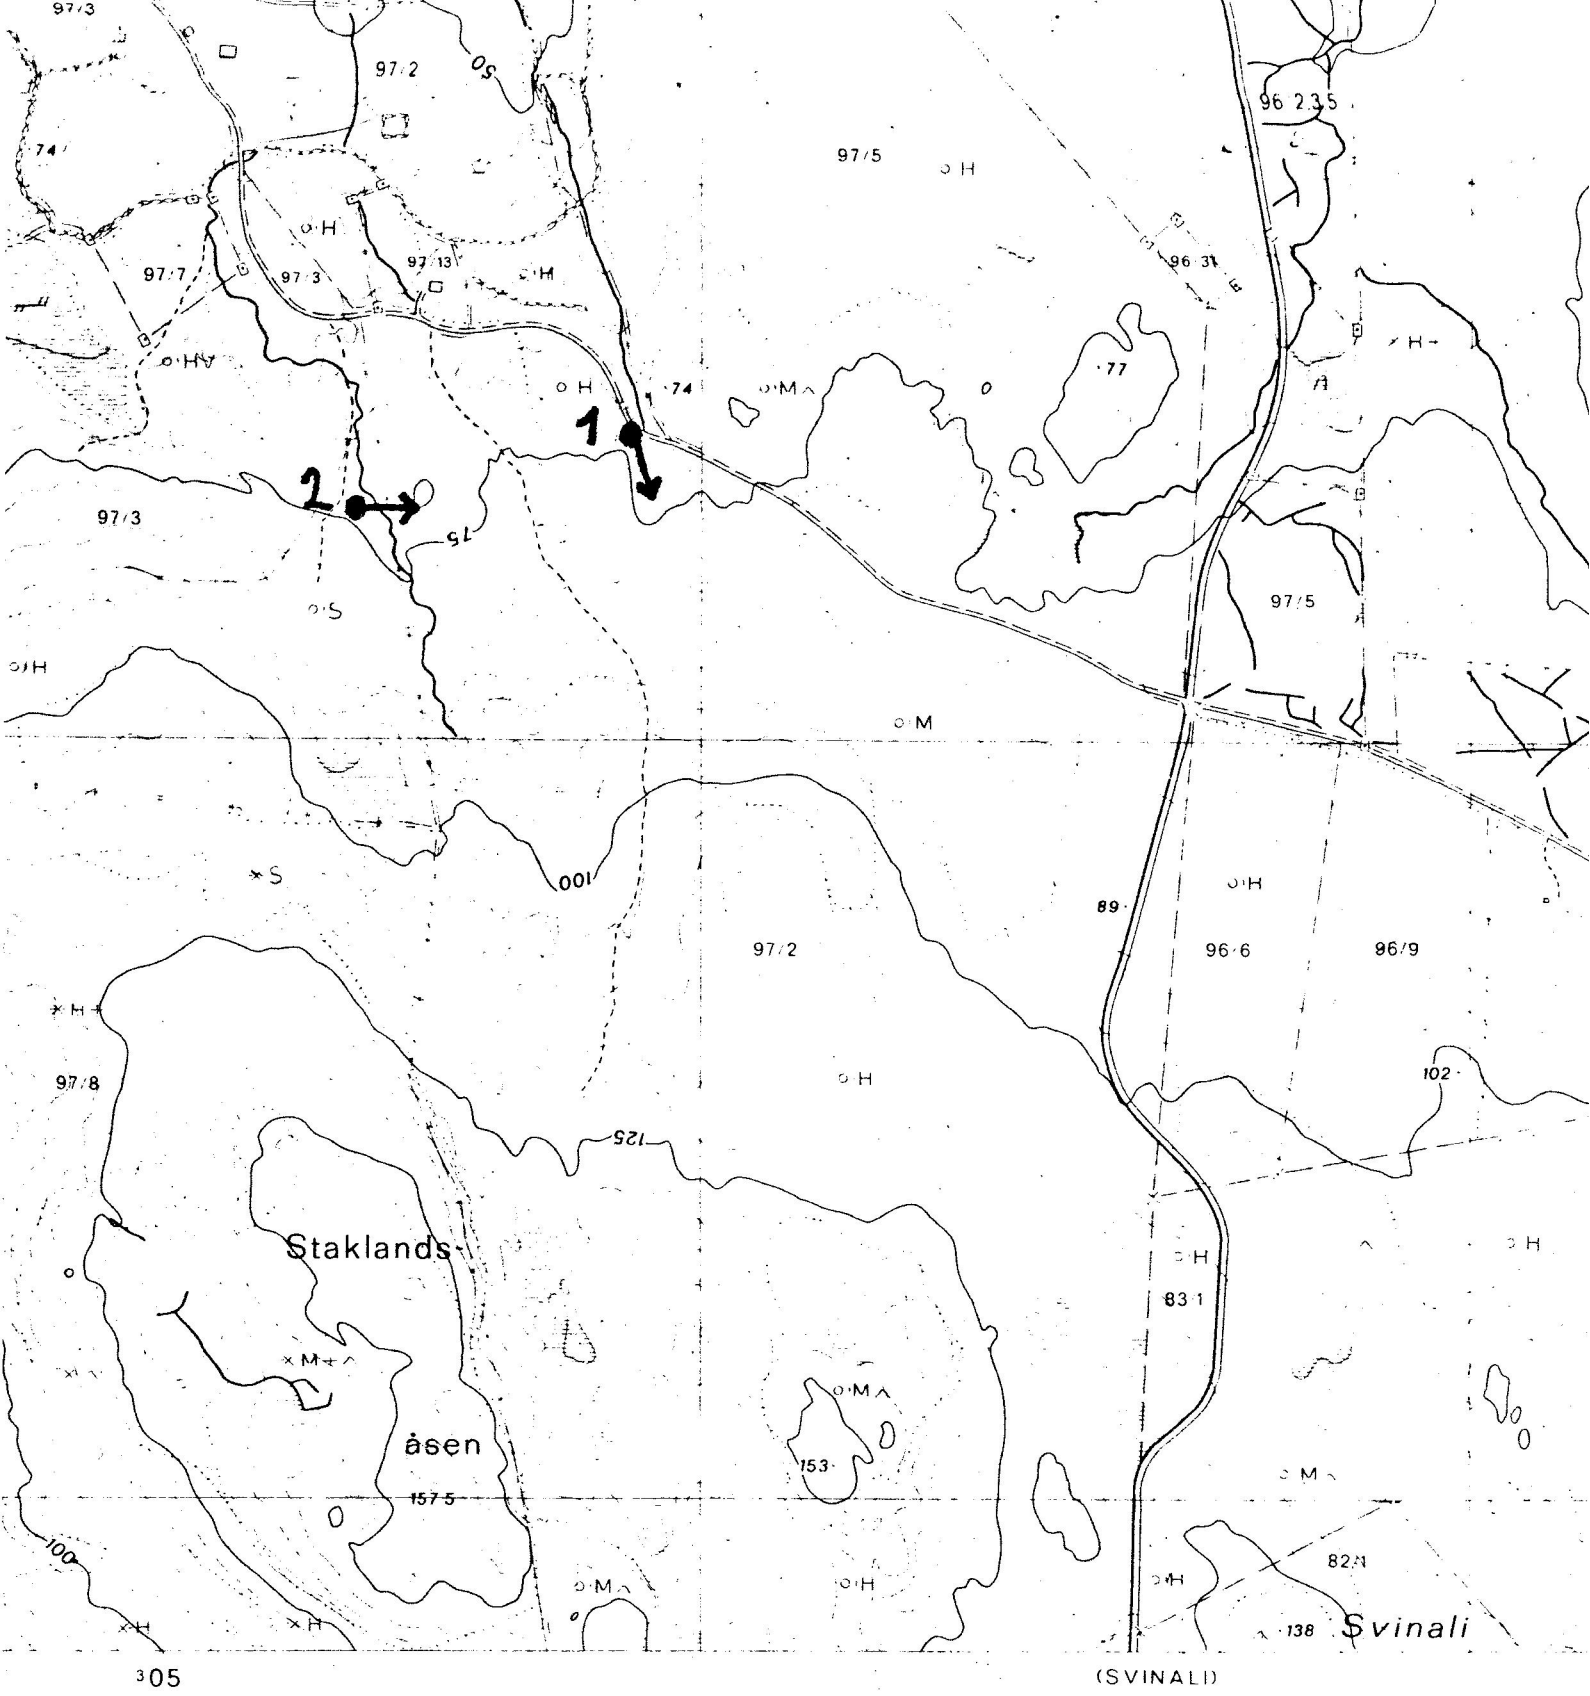 97/3
50
97/2
96 2.3.5
74
97/5
H
H
97/7
97/3
97/13
H
96 31
77
H
H
74
M
1
2
97/3
75
S
97/5
H
M
S
100
H
89
97/2
96 6
96/9
H
H
97/8
102
125
Staklands-
H
H
83 1
M
M
åsen
153
M
157.5
100
82/1
M
H
H
H
H
138 Svinali
³05
(SVINALI)